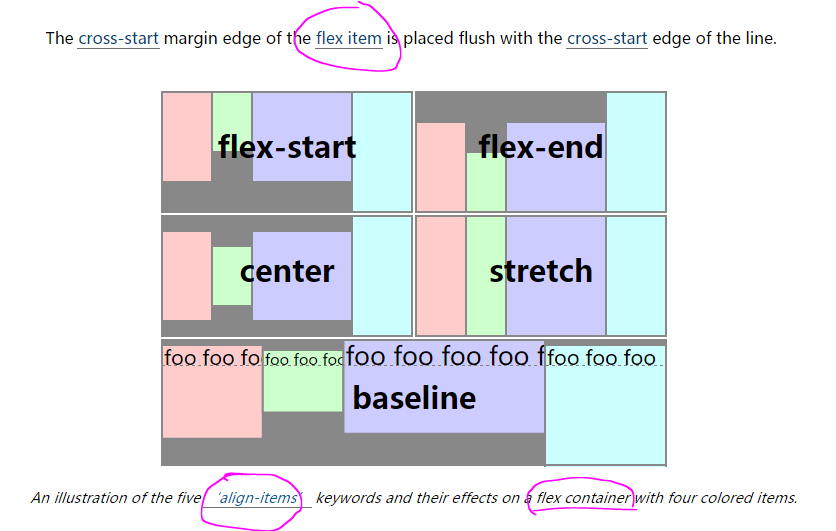 The cross-start margin edge of the flex item is placed flush with the cross-start edge of the line.
flex-start
flex-end
center
stretch
foo foo fo
foo foo foo
foo foo foo foo f
foo foo foo
baseline
An illustration of the five ‘align-items’ keywords and their effects on a flex container with four colored items.